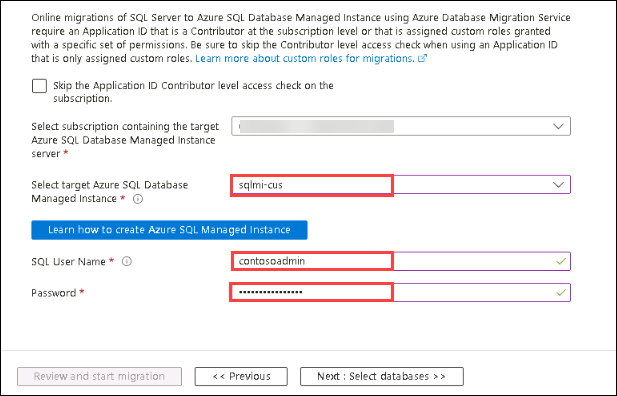 Online migrations of SQL Server to Azure SQL Database Managed Instance using Azure Database Migration Service
require an Application ID that is a Contributor at the subscription level or that is assigned custom roles granted
with a specific set of permissions. Be sure to skip the Contributor level access check when using an Application ID
that is only assigned custom roles. Learn more about custom roles for migrations.
Skip the Application ID Contributor level access check on the
subscription.
Select subscription containing the target
Azure SQL Database Managed Instance
server *
Select target Azure SQL Database
Managed Instance *
sqlmi-cus
Learn how to create Azure SQL Managed Instance
SQL User Name *
contosoadmin
Password *
•••••••••••••••
Review and start migration
<< Previous
Next : Select databases >>